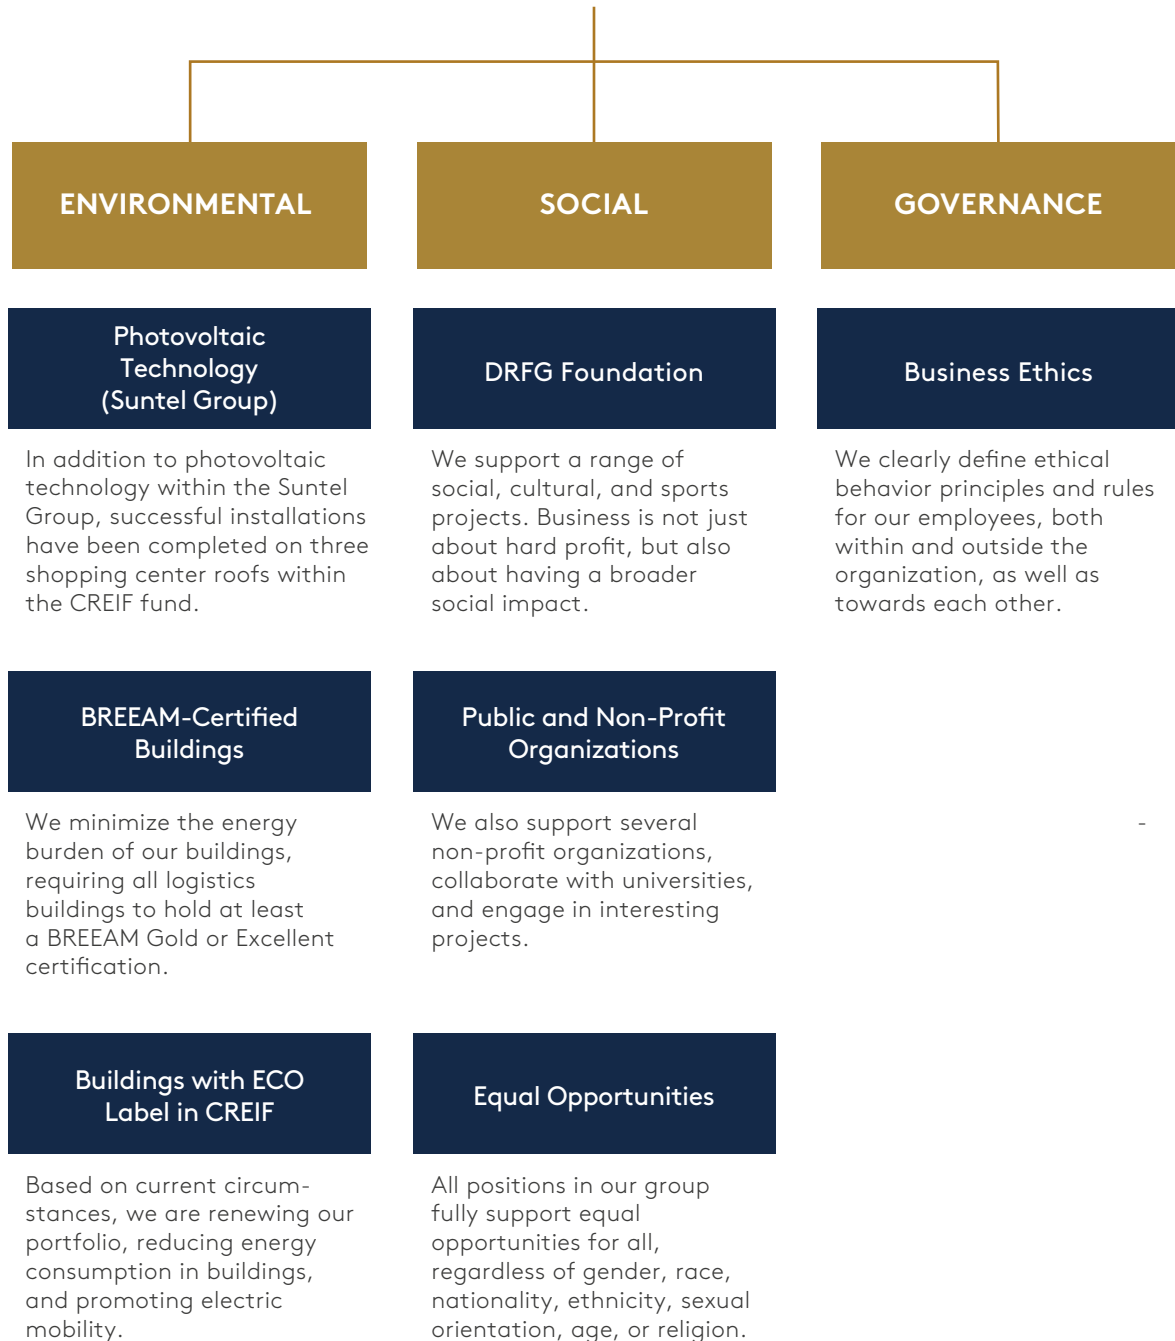 ENVIRONMENTAL
Photovoltaic
Technology
(Suntel Group)
In addition to photovoltaic
technology within the Suntel
Group, successful installations
have been completed on three
shopping center roofs within
the CREIF fund.
BREEAM-Certified
Buildings
We minimize the energy
burden of our buildings,
requiring all logistics
buildings to hold at least
a BREEAM Gold or Excellent
certification.
Buildings with ECO
Label in CREIF
Based on current circum-
stances, we are renewing our
portfolio, reducing energy
consumption in buildings,
and promoting electric
mobility.
SOCIAL
DRFG Foundation
We support a range of
social, cultural, and sports
projects. Business is not just
about hard profit, but also
about having a broader
social impact.
Public and Non-Profit
Organizations
We also support several
non-profit organizations,
collaborate with universities,
and engage in interesting
projects.
Equal Opportunities
All positions in our group
fully support equal
opportunities for all,
regardless of gender, race,
nationality, ethnicity, sexual
orientation, age, or religion.
GOVERNANCE
Business Ethics
We clearly define ethical
behavior principles and rules
for our employees, both
within and outside the
organization, as well as
towards each other.
-